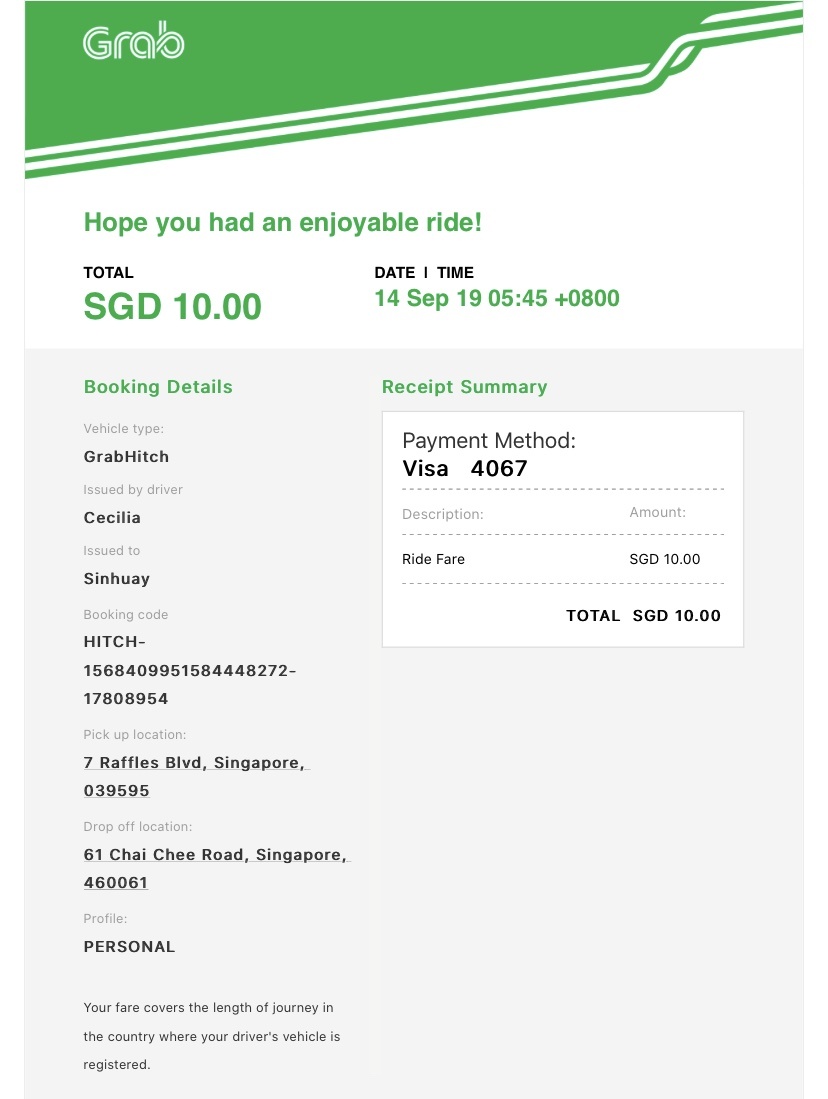 Grab
Hope you had an enjoyable ride!
TOTAL
SGD 10.00
DATE | TIME
14 Sep 19 05:45 +0800
Booking Details
Vehicle type:
GrabHitch
Issued by driver
Cecilia
Issued to
Sinhuay
Booking code
HITCH-
1568409951584448272-
17808954
Pick up location:
7 Raffles Blvd, Singapore,
039595
Drop off location:
61 Chai Chee Road, Singapore,
460061
Profile:
PERSONAL
Your fare covers the length of journey in
the country where your driver's vehicle is
registered.
Receipt Summary
Payment Method:
Visa 4067
Description: Amount:
Ride Fare SGD 10.00
TOTAL SGD 10.00